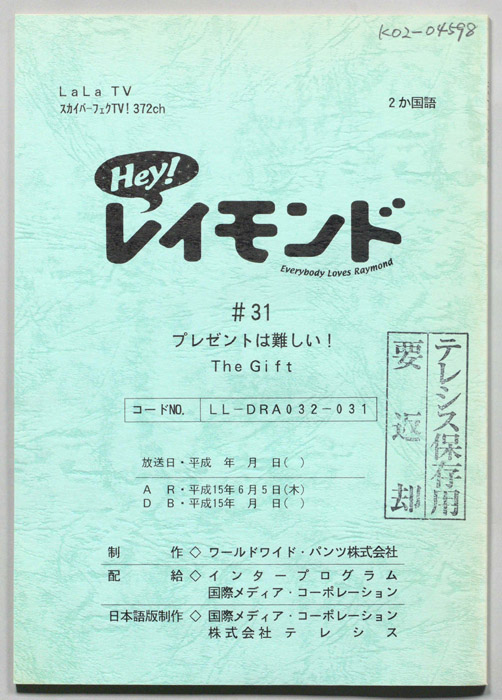 K02-04598
LaLa TV
スカイパーフェクTV! 372ch
2か国語
Hey!
レイモンド
Everybody Loves Raymond
#31
プレゼントは難しい!
The Gift
コードNO. LL-DRA032-031
放送日・平成 年 月 日( )
A R・平成15年6月5日(木)
D B・平成15年 月 日( )
テレシス保存用
要返却
制 作◇ワールドワイド・パンツ株式会社
配 給◇インタープログラム
国際メディア・コーポレーション
日本語版制作◇国際メディア・コーポレーション
株式会社テレシス